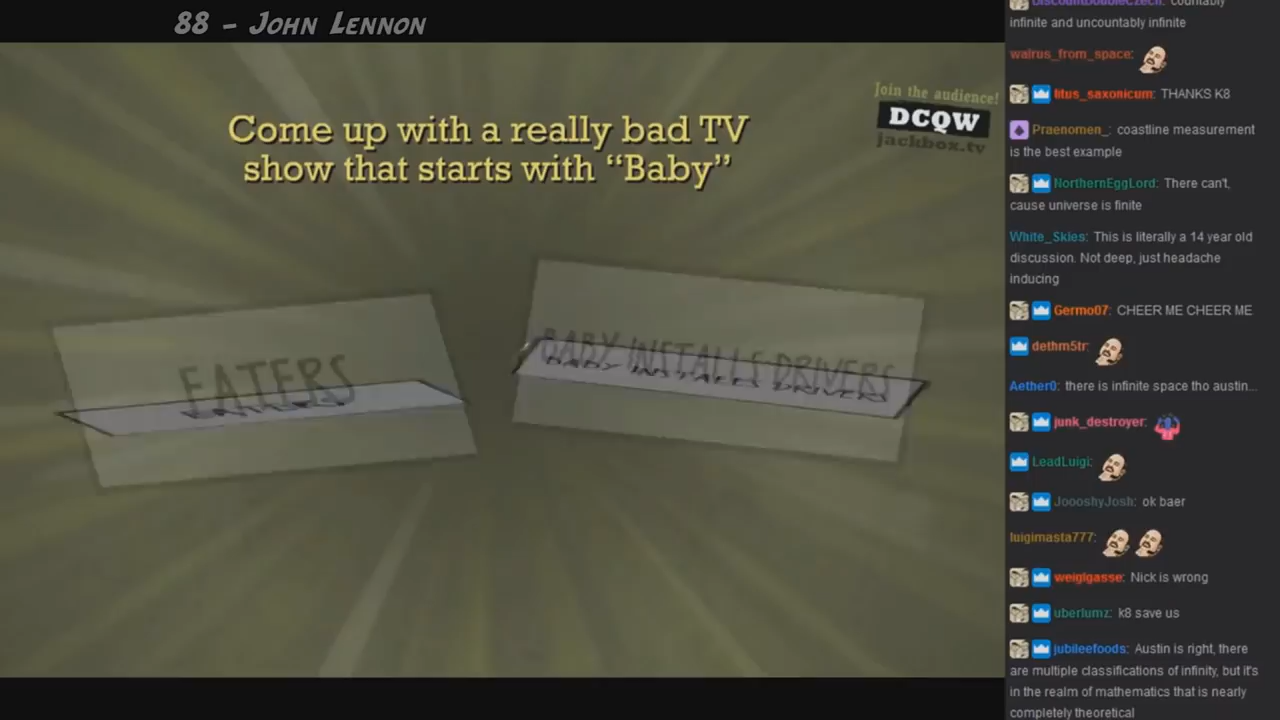 88 - John Lennon
Join the audience!
DCQW
jackbox.tv
Come up with a really bad TV
show that starts with “Baby”
EATERS
BABY INSTALLS DRIVERS
DiscountDoubleCzech: countably
infinite and uncountably infinite
walrus_from_space:
litus_saxonicum: THANKS K8
Praenomen_: coastline measurement
is the best example
NorthernEggLord: There can't,
cause universe is finite
White_Skies: This is literally a 14 year old
discussion. Not deep, just headache
inducing
Germo07: CHEER ME CHEER ME
dethm5tr:
Aether0: there is infinite space tho austin...
junk_destroyer:
LeadLuigi:
JoooshyJosh: ok baer
luigimasta777:
weiglgasse: Nick is wrong
uberlumz: k8 save us
jubileefoods: Austin is right, there
are multiple classifications of infinity, but it's
in the realm of mathematics that is nearly
completely theoretical